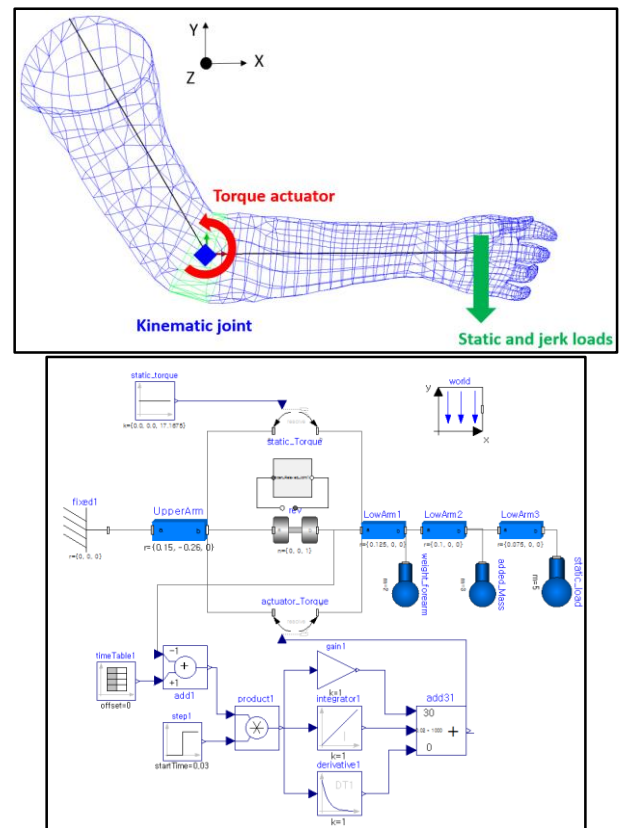 Y
X
Z
Torque actuator
Kinematic joint
Static and jerk loads
static_torque
k={0.0, 0.0, 17.1675}
world
y
x
static_Torque
fixed1
r={0, 0, 0}
UpperArm
r={0.15, -0.26, 0}
rev
n={0, 0, 1}
LowArm1
r={0.125, 0, 0}
LowArm2
r={0.1, 0, 0}
LowArm3
r={0.075, 0, 0}
weight_forearm
m=2
added_Mass
static_load
m=5
actuator_Torque
timeTable1
offset=0
-1
+1
+
add1
step1
startTime=0.03
product1
gain1
k=1
integrator1
I
k=1
derivative1
DT1
k=1
add31
30
+
0